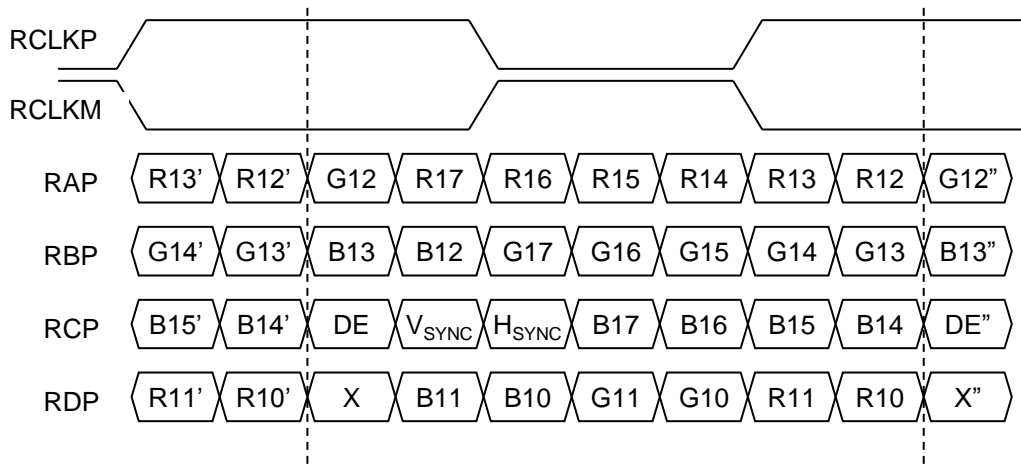 RCLKP
RCLKM
RAP R13’ R12’ G12 R17 R16 R15 R14 R13 R12 G12”
RBP G14’ G13’ B13 B12 G17 G16 G15 G14 G13 B13”
RCP B15’ B14’ DE VSYNC HSYNC B17 B16 B15 B14 DE”
RDP R11’ R10’ X B11 B10 G11 G10 R11 R10 X”